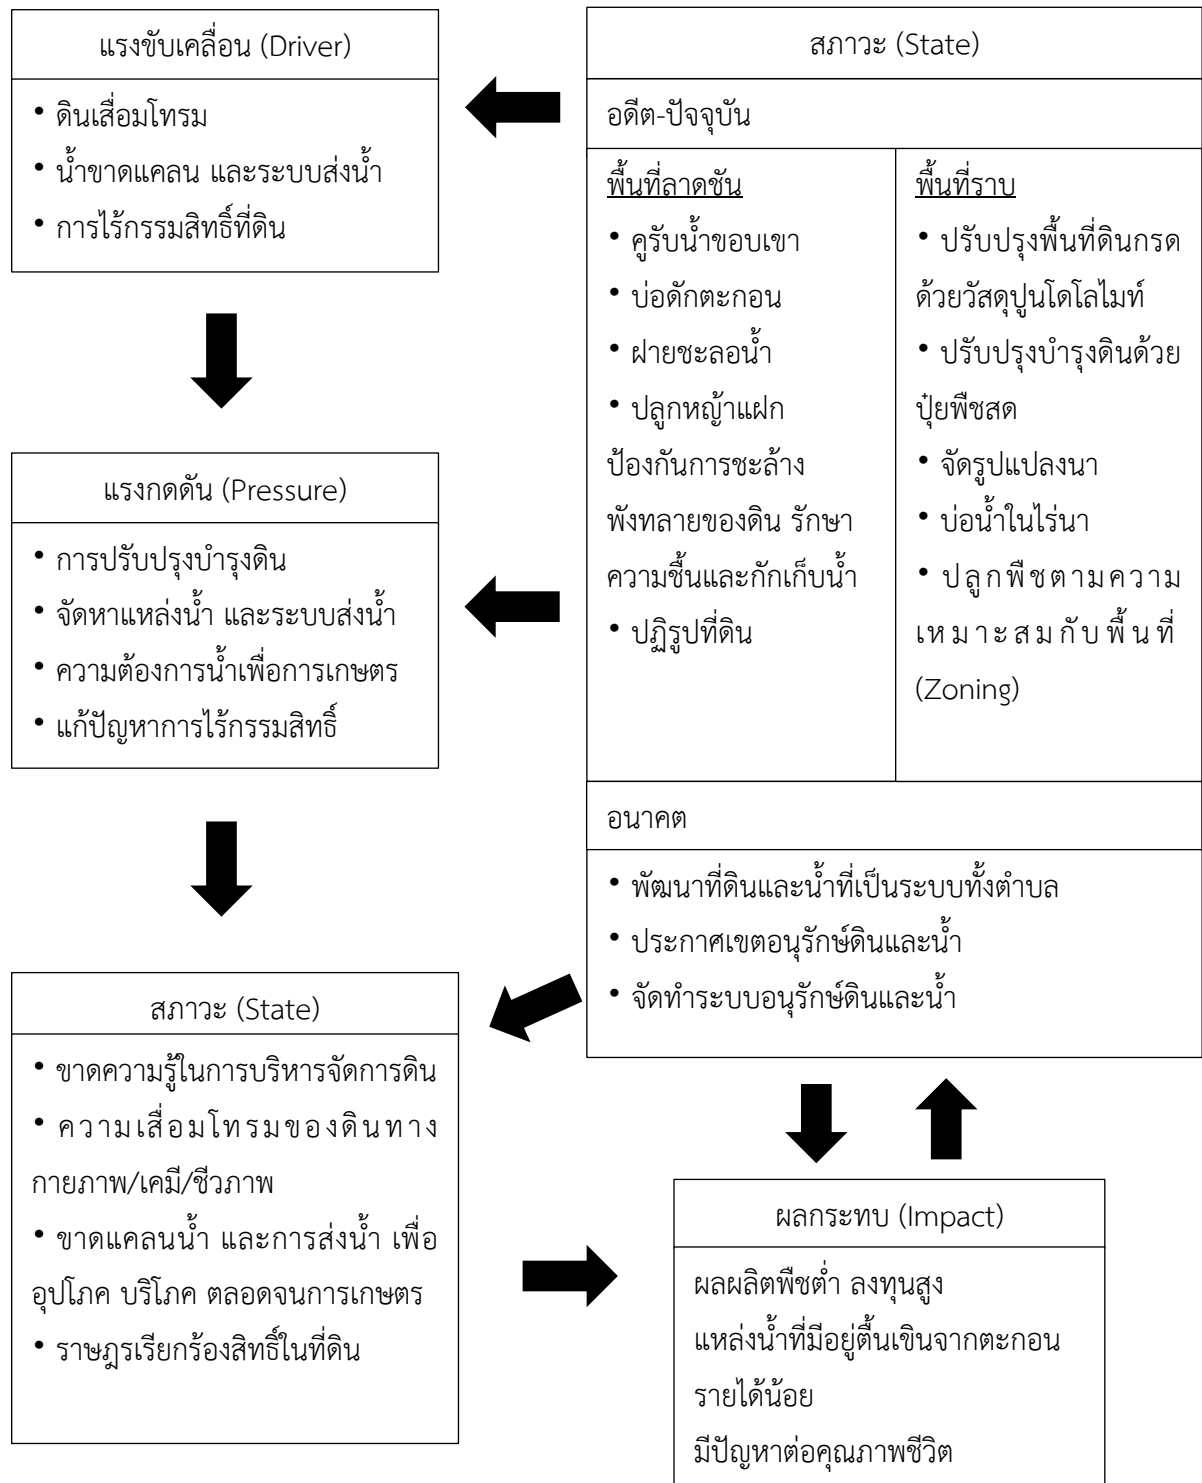 แรงขับเคลื่อน (Driver)
• ดินเสื่อมโทรม
• น้ำขาดแคลน และระบบส่งน้ำ
• การไร้กรรมสิทธิ์ที่ดิน
แรงกดดัน (Pressure)
• การปรับปรุงบำรุงดิน
• จัดหาแหล่งน้ำ และระบบส่งน้ำ
• ความต้องการน้ำเพื่อการเกษตร
• แก้ปัญหาการไร้กรรมสิทธิ์
สภาวะ (State)
• ขาดความรู้ในการบริหารจัดการดิน
• ความเสื่อมโทรมของดินทาง
กายภาพ/เคมี/ชีวภาพ
• ขาดแคลนน้ำ และการส่งน้ำ เพื่อ
อุปโภค บริโภค ตลอดจนการเกษตร
• ราษฎรเรียกร้องสิทธิ์ในที่ดิน
สภาวะ (State)
อดีต-ปัจจุบัน
พื้นที่ลาดชัน
• คูรับน้ำขอบเขา
• บ่อดักตะกอน
• ฝายชะลอน้ำ
• ปลูกหญ้าแฝก
ป้องกันการชะล้าง
พังทลายของดิน รักษา
ความชื้นและกักเก็บน้ำ
• ปฏิรูปที่ดิน
พื้นที่ราบ
• ปรับปรุงพื้นที่ดินกรด
ด้วยวัสดุปูนโดโลไมท์
• ปรับปรุงบำรุงดินด้วย
ปุ๋ยพืชสด
• จัดรูปแปลงนา
• บ่อน้ำในไร่นา
• ปลูกพืชตามความ
เหมาะสมกับพื้นที่
(Zoning)
อนาคต
• พัฒนาที่ดินและน้ำที่เป็นระบบทั้งตำบล
• ประกาศเขตอนุรักษ์ดินและน้ำ
• จัดทำระบบอนุรักษ์ดินและน้ำ
ผลกระทบ (Impact)
ผลผลิตพืชต่ำ ลงทุนสูง
แหล่งน้ำที่มีอยู่ตื้นเขินจากตะกอน
รายได้น้อย
มีปัญหาต่อคุณภาพชีวิต